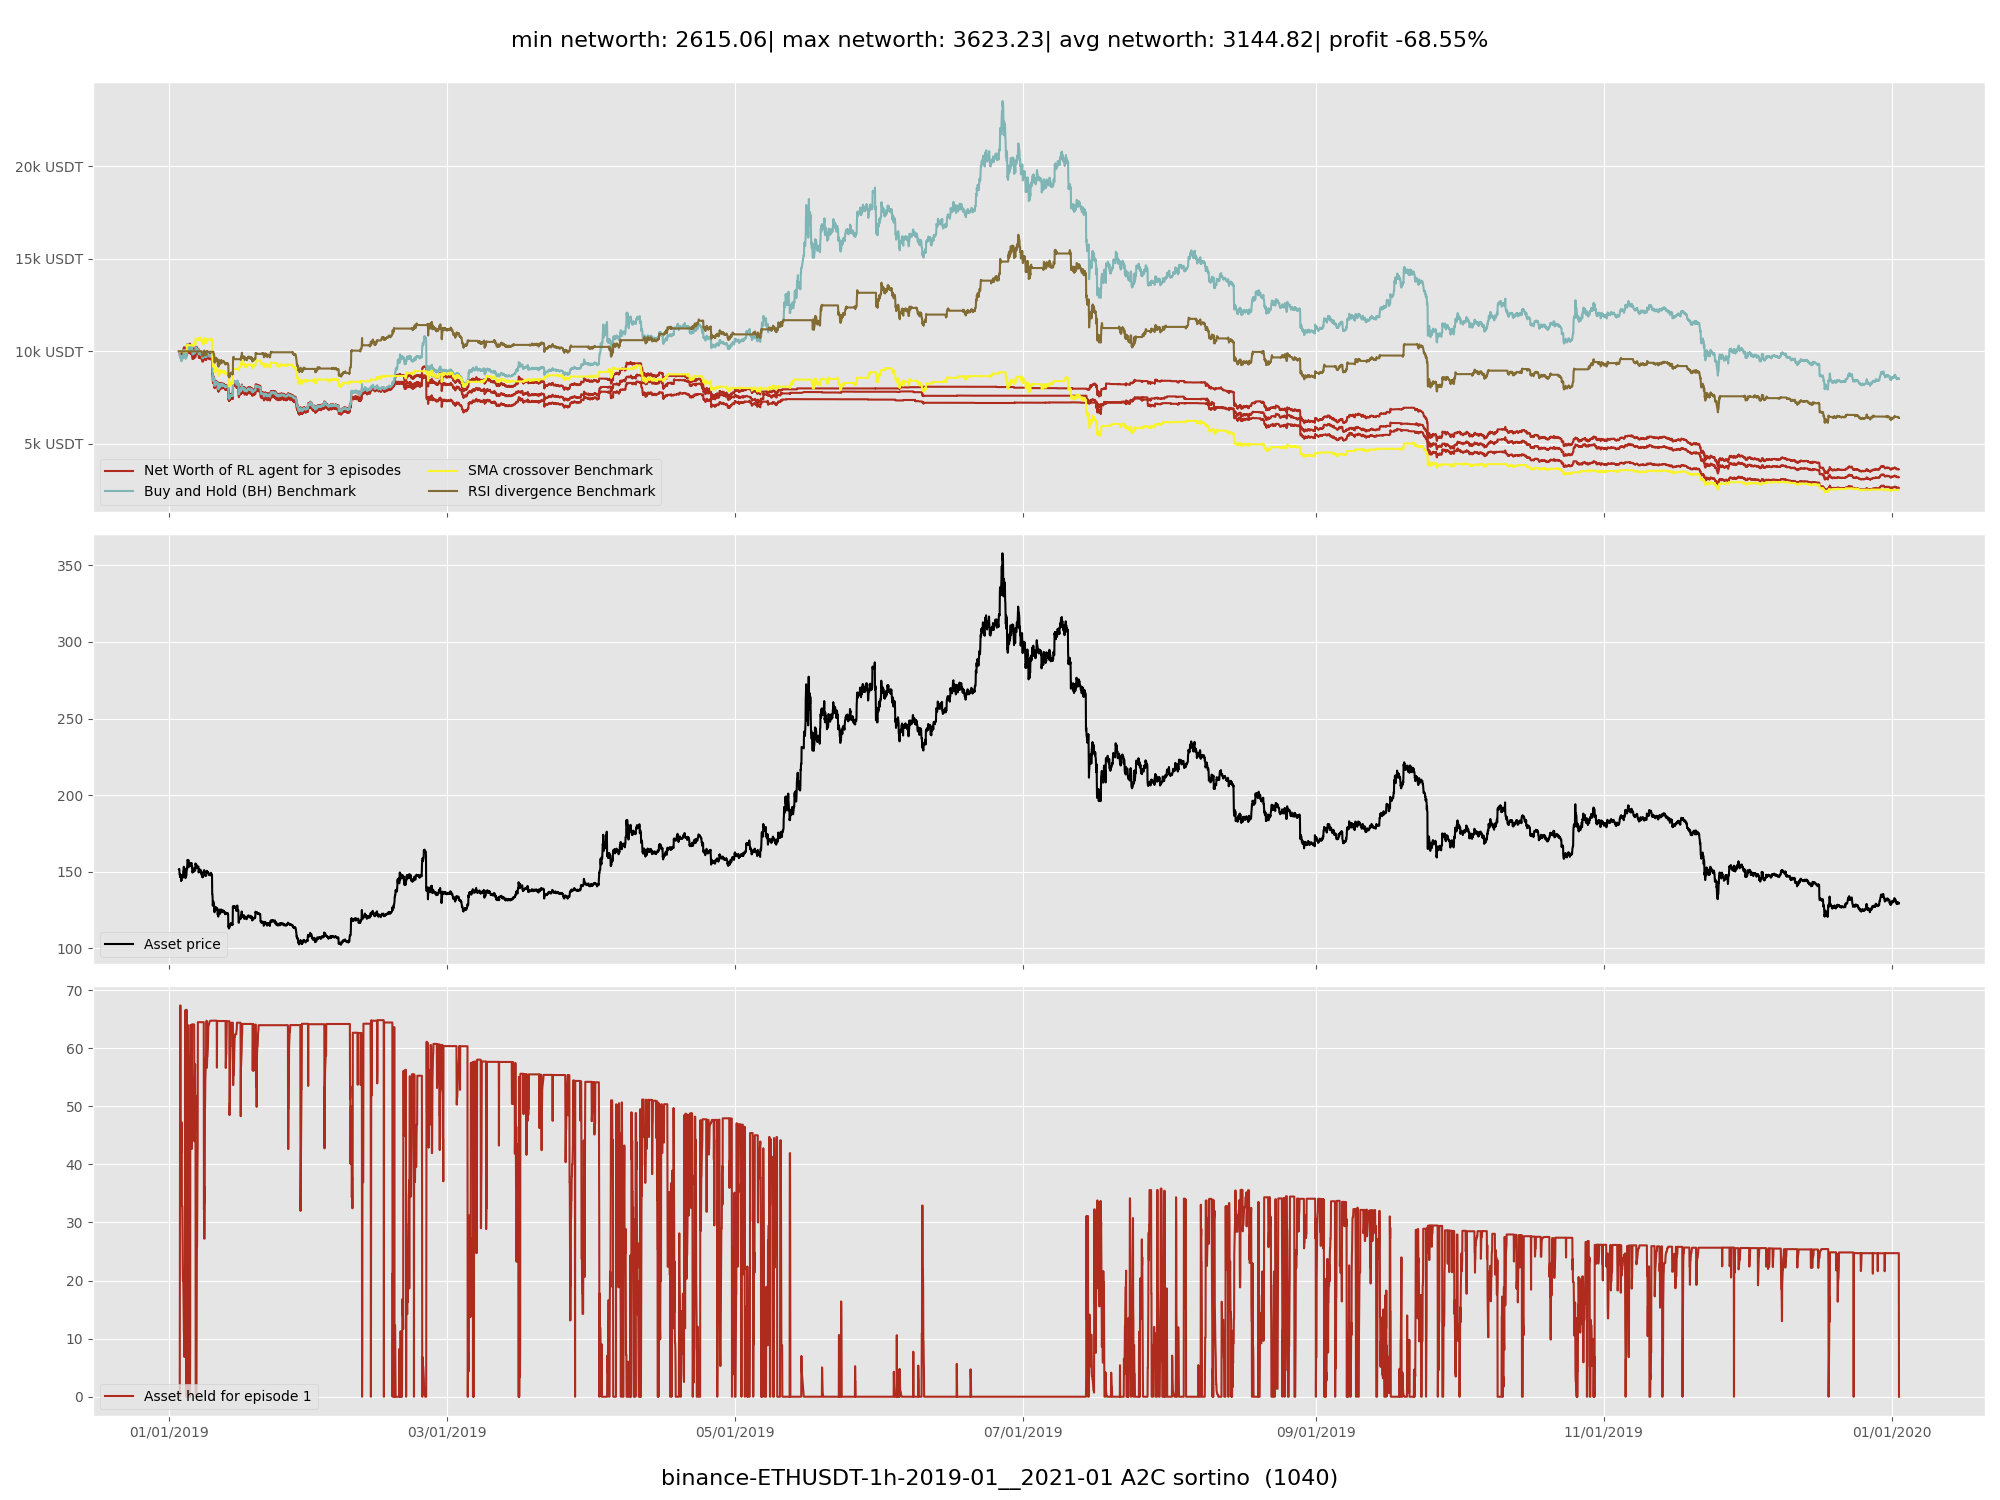 min networth: 2615.06| max networth: 3623.23| avg networth: 3144.82| profit -68.55%
20k USDT
15k USDT
10k USDT
5k USDT
Net Worth of RL agent for 3 episodes
Buy and Hold (BH) Benchmark
SMA crossover Benchmark
RSI divergence Benchmark
350
300
250
200
150
100
Asset price
70
60
50
40
30
20
10
0
Asset held for episode 1
01/01/2019
03/01/2019
05/01/2019
07/01/2019
09/01/2019
11/01/2019
01/01/2020
binance-ETHUSDT-1h-2019-01__2021-01 A2C sortino  (1040)